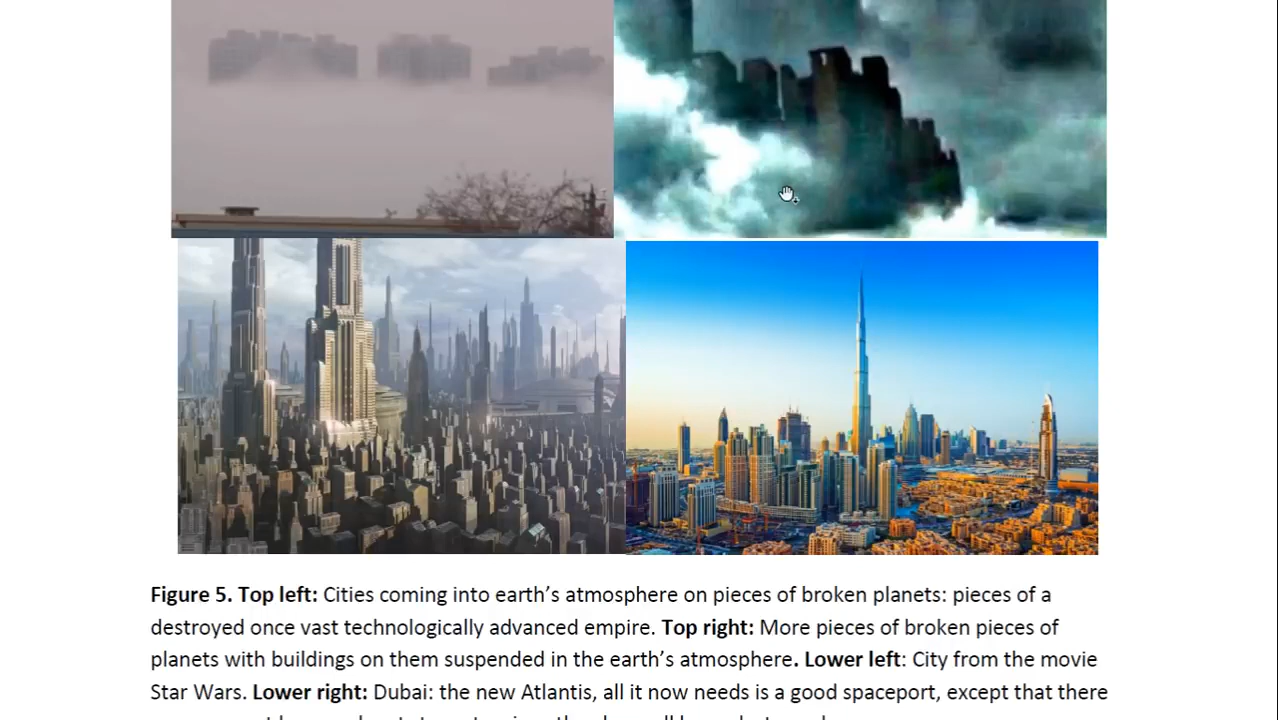 Figure 5. Top left: Cities coming into earth’s atmosphere on pieces of broken planets: pieces of a
destroyed once vast technologically advanced empire. Top right: More pieces of broken pieces of
planets with buildings on them suspended in the earth’s atmosphere. Lower left: City from the movie
Star Wars. Lower right: Dubai: the new Atlantis, all it now needs is a good spaceport, except that there